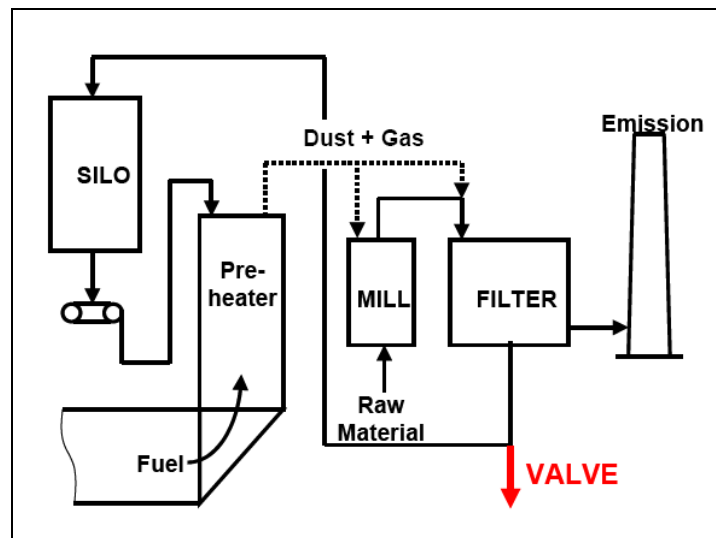 Emission
Dust + Gas
SILO
Pre-
heater
MILL
FILTER
Raw
Material
Fuel
VALVE